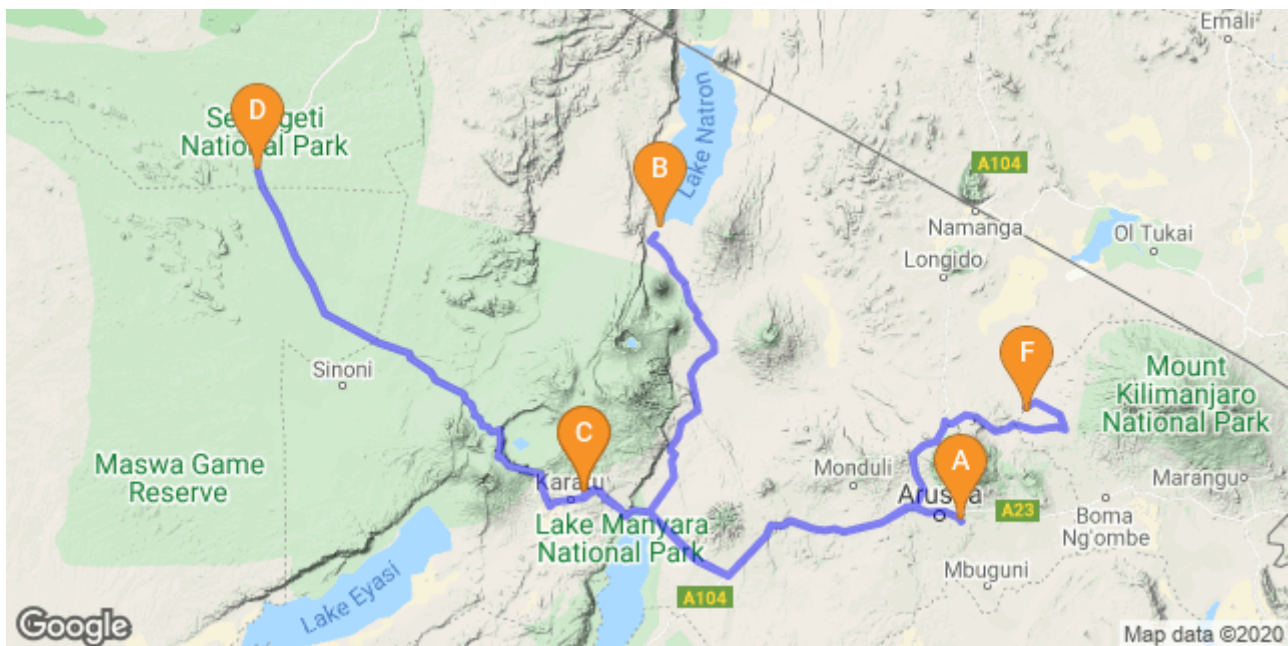 Emali
D
Serengeti
National Park
Lake Natron
B
A104
Namanga
Ol Tukai
Longido
F
Mount
Kilimanjaro
National Park
Sinoni
C
Maswa Game
Reserve
Karatu
Monduli
A
Marangu
Arusha
A23
Boma
Ng'ombe
Lake Manyara
National Park
Mbuguni
Lake Eyasi
A104
Google
Map data ©2020